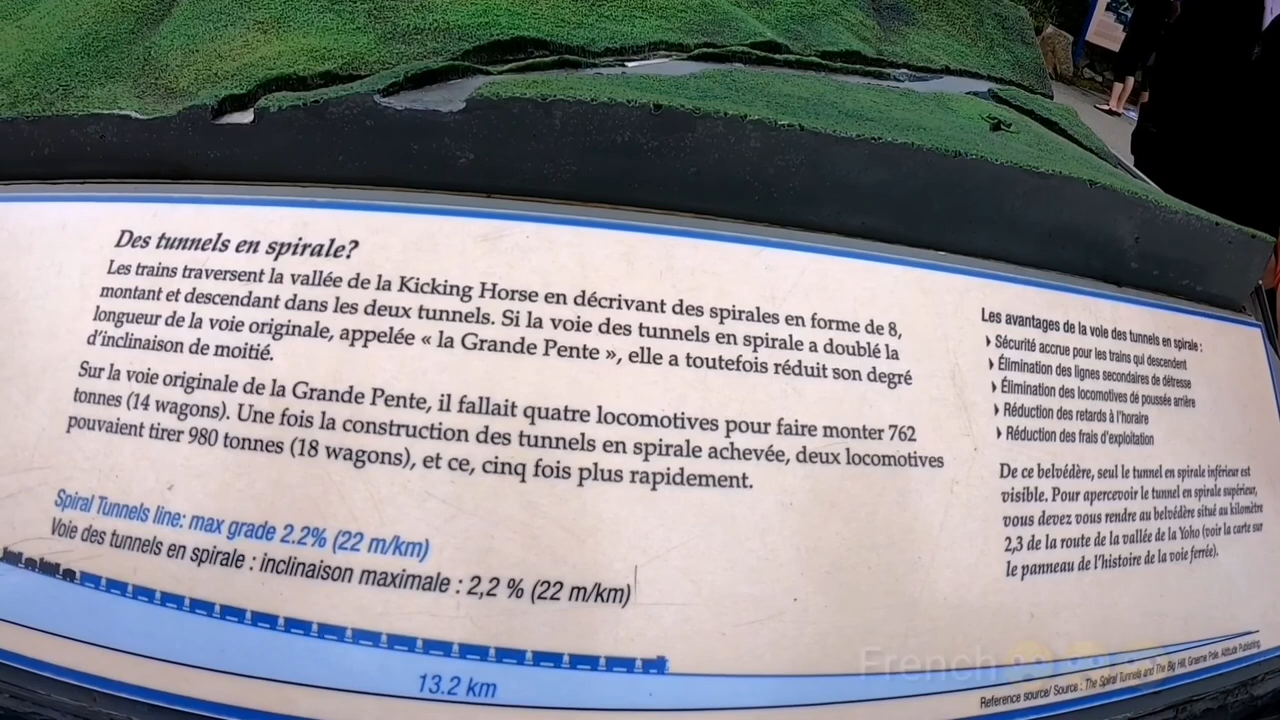 Des tunnels en spirale?
Les trains traversent la vallée de la Kicking Horse en décrivant des spirales en forme de 8,
montant et descendant dans les deux tunnels. Si la voie des tunnels en spirale a doublé la
longueur de la voie originale, appelée « la Grande Pente », elle a toutefois réduit son degré
d'inclinaison de moitié.
Sur la voie originale de la Grande Pente, il fallait quatre locomotives pour faire monter 762
tonnes (14 wagons). Une fois la construction des tunnels en spirale achevée, deux locomotives
pouvaient tirer 980 tonnes (18 wagons), et ce, cinq fois plus rapidement.
Spiral Tunnels line: max grade 2.2% (22 m/km)
Voie des tunnels en spirale : inclinaison maximale : 2,2 % (22 m/km)
13.2 km
Les avantages de la voie des tunnels en spirale :
Sécurité accrue pour les trains qui descendent
Élimination des lignes secondaires de détresse
Élimination des locomotives de poussée arrière
Réduction des retards à l'horaire
Réduction des frais d'exploitation
De ce belvédère, seul le tunnel en spirale inférieur est
visible. Pour apercevoir le tunnel en spirale supérieur,
vous devez vous rendre au belvédère situé au kilomètre
2,3 de la route de la vallée de la Yoho (voir la carte sur
le panneau de l'histoire de la voie ferrée).
French
Reference source/ Source : The Spiral Tunnels and The Big Hill, Graeme Pole, Altitude Publishing.